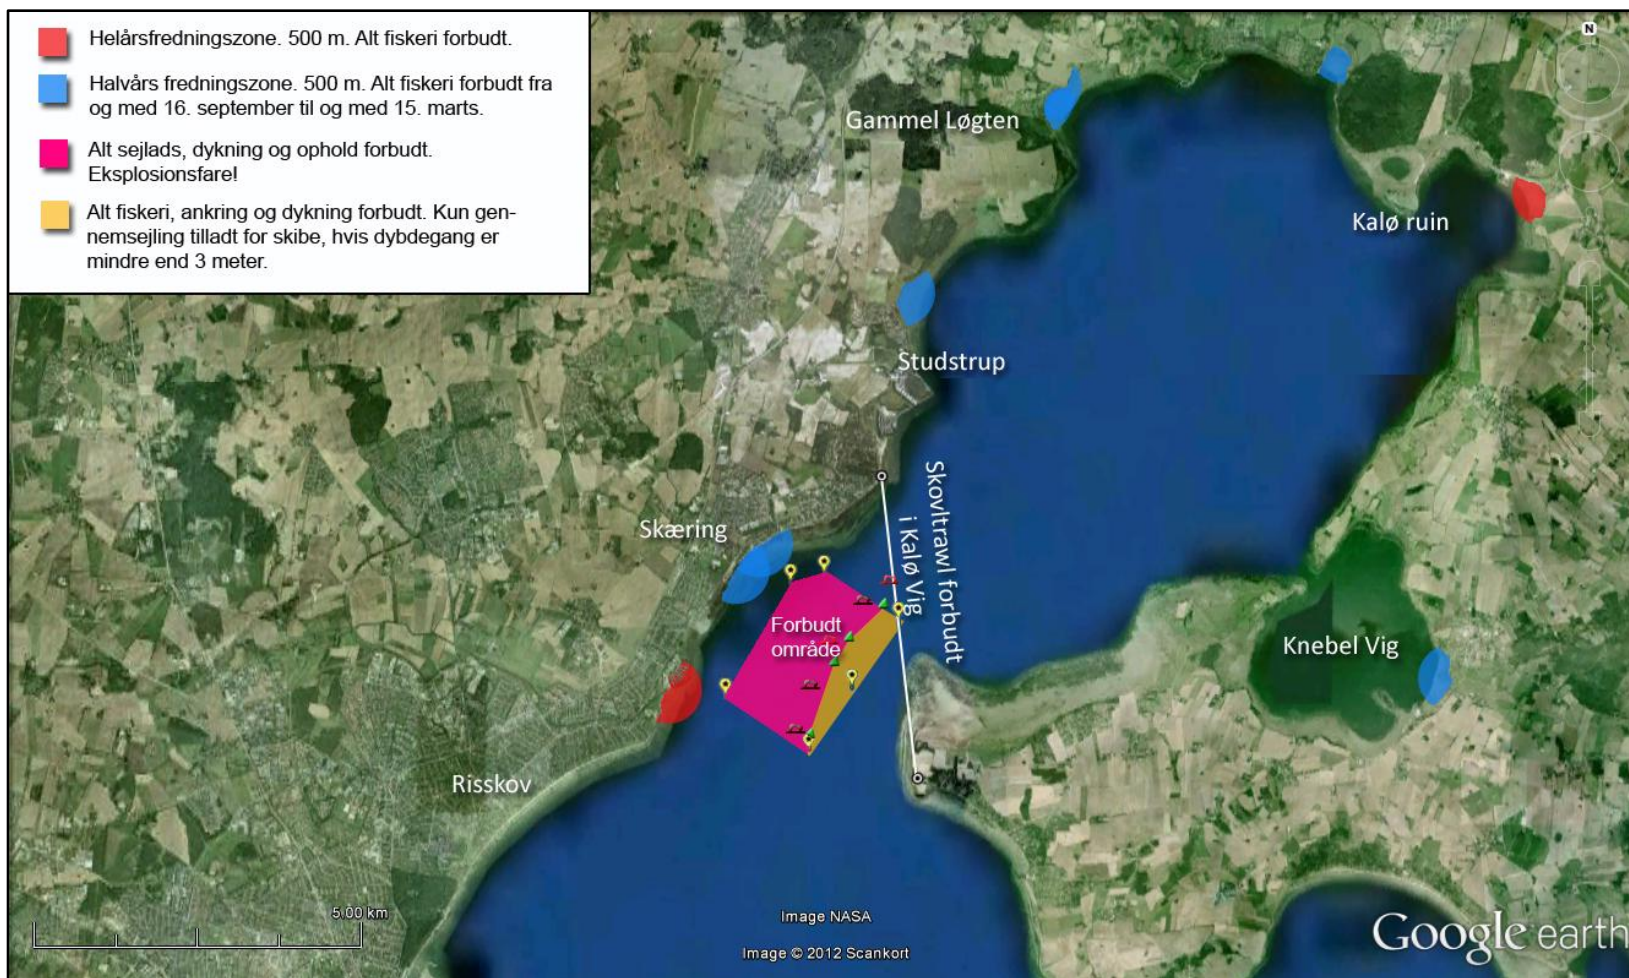 Helårsfredningszone. 500 m. Alt fiskeri forbudt.
Halvårs fredningszone. 500 m. Alt fiskeri forbudt fra
og med 16. september til og med 15. marts.
Alt sejlads, dykning og ophold forbudt.
Eksplosionsfare!
Alt fiskeri, ankring og dykning forbudt. Kun gen-
nemsejling tilladt for skibe, hvis dybdegang er
mindre end 3 meter.
N
Gammel Løgten
Kalø ruin
Studstrup
Skovltrawl forbudt
i Kalø Vig
Skæring
Forbudt
område
Knebel Vig
Risskov
5.00 km
Image NASA
Image © 2012 Scankort
Google earth